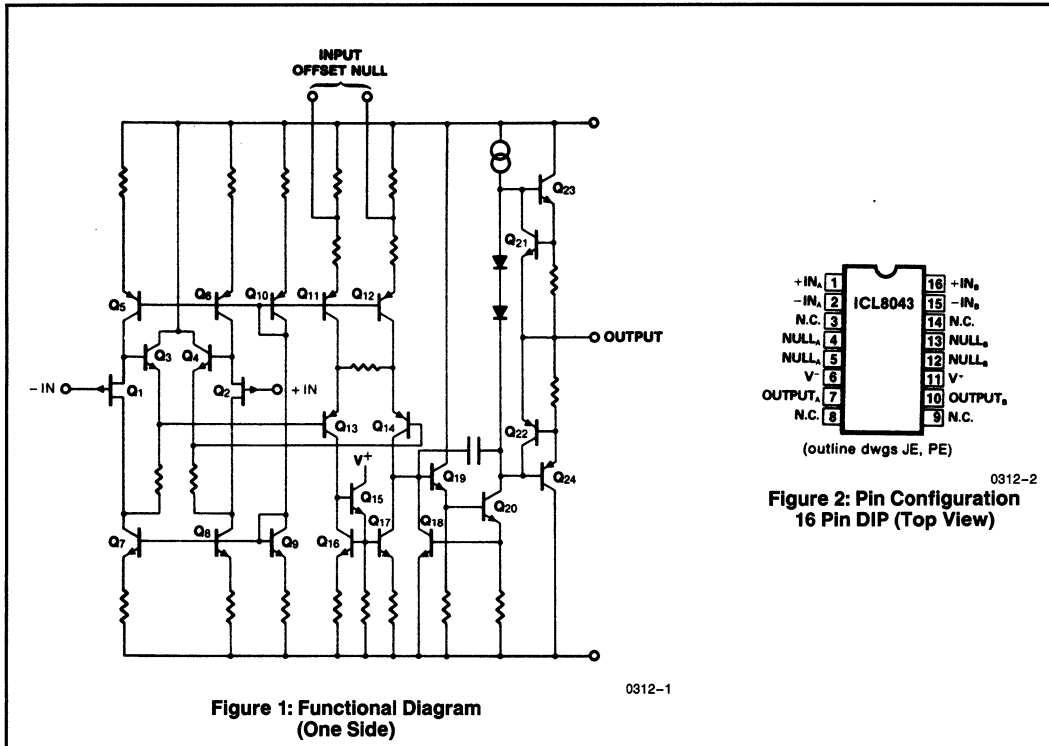 INPUT
OFFSET NULL
Q23
Q21
Q5
Q6
Q10
Q11
Q12
OUTPUT
Q3
Q4
− IN
Q1
Q2
+ IN
Q13
Q14
Q22
V+
Q19
Q24
Q15
Q20
Q7
Q8
Q9
Q16
Q17
Q18
0312–1
Figure 1: Functional Diagram
(One Side)
ICL8043
+INA 1
−INA 2
N.C. 3
NULLA 4
NULLA 5
V− 6
OUTPUTA 7
N.C. 8
16 +INB
15 −INB
14 N.C.
13 NULLB
12 NULLB
11 V+
10 OUTPUTB
9 N.C.
(outline dwgs JE, PE)
0312–2
Figure 2: Pin Configuration
16 Pin DIP (Top View)